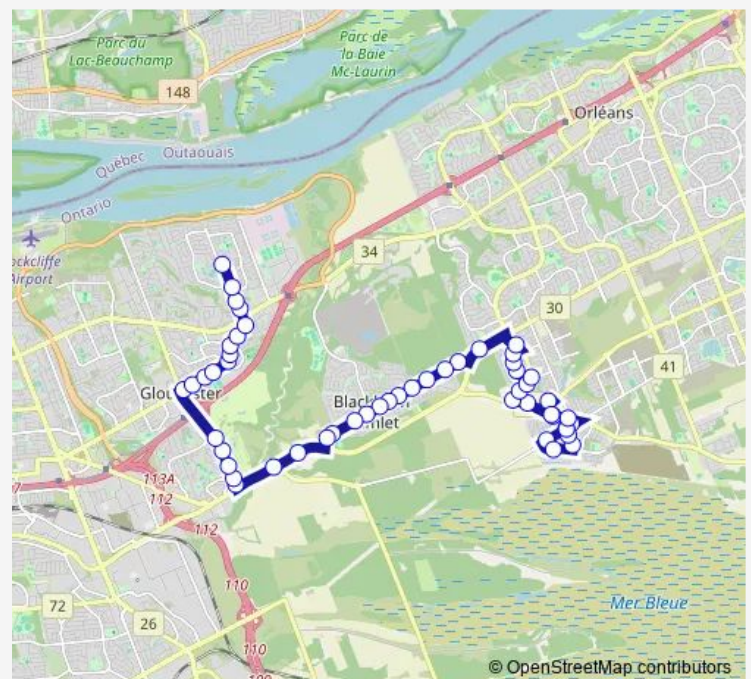 Parc du
Lac-Beauchamp
Parc de
la Baie
Mc-Laurin
148
Orléans
Québec Outaouais
Ontario
34
30
41
113A
112
112
110
110
72
26
Mer Bleue
© OpenStreetMap contributors